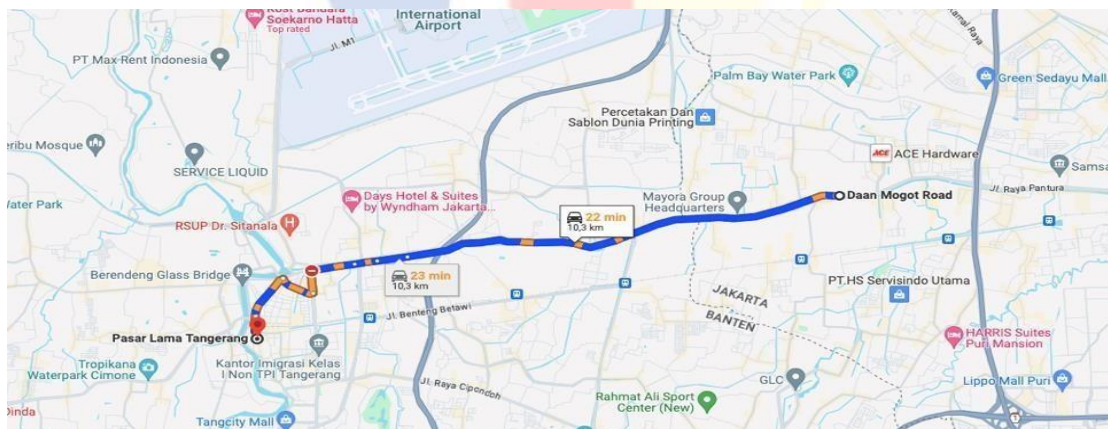 Soekarno Hatta
Top rated
International
Airport
Jl. M1
PT Max Rent Indonesia
Palm Bay Water Park
Green Sedayu Mall
Percetakan Dan
Sablon Dunia Printing
eribu Mosque
SERVICE LIQUID
ACE
ACE Hardware
Samsa
Jl. Raya Pantura
Water Park
Days Hotel & Suites
by Wyndham Jakarta...
Mayora Group
Headquarters
Daan Mogot Road
RSUP Dr. Sitanala
H
22 min
10,3 km
Berendeng Glass Bridge
23 min
10,3 km
PT.HS Servisindo Utama
JAKARTA
BANTEN
Jl. Benteng Betawi
Pasar Lama Tangerang
HARRIS Suites
Puri Mansion
Kantor Imigrasi Kelas
I Non TPI Tangerang
Tropikana
Waterpark Cimone
Jl. Raya Cipondoh
GLC
Lippo Mall Puri
Rahmat Ali Sport
Center (New)
Dinda
Tangcity Mall